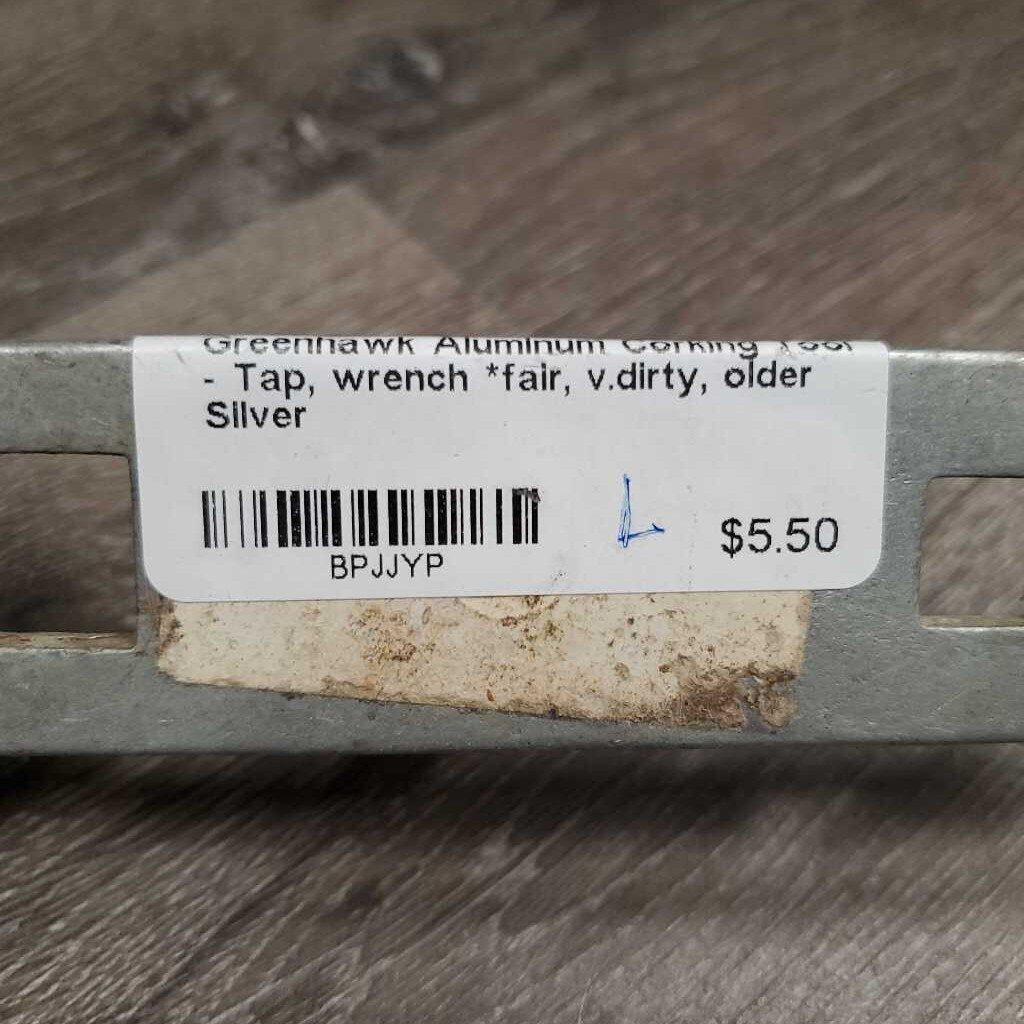 Greenhawk Aluminum Corking Tool
- Tap, wrench *fair, v.dirty, older
Silver
BPJJYP
L
$5.50